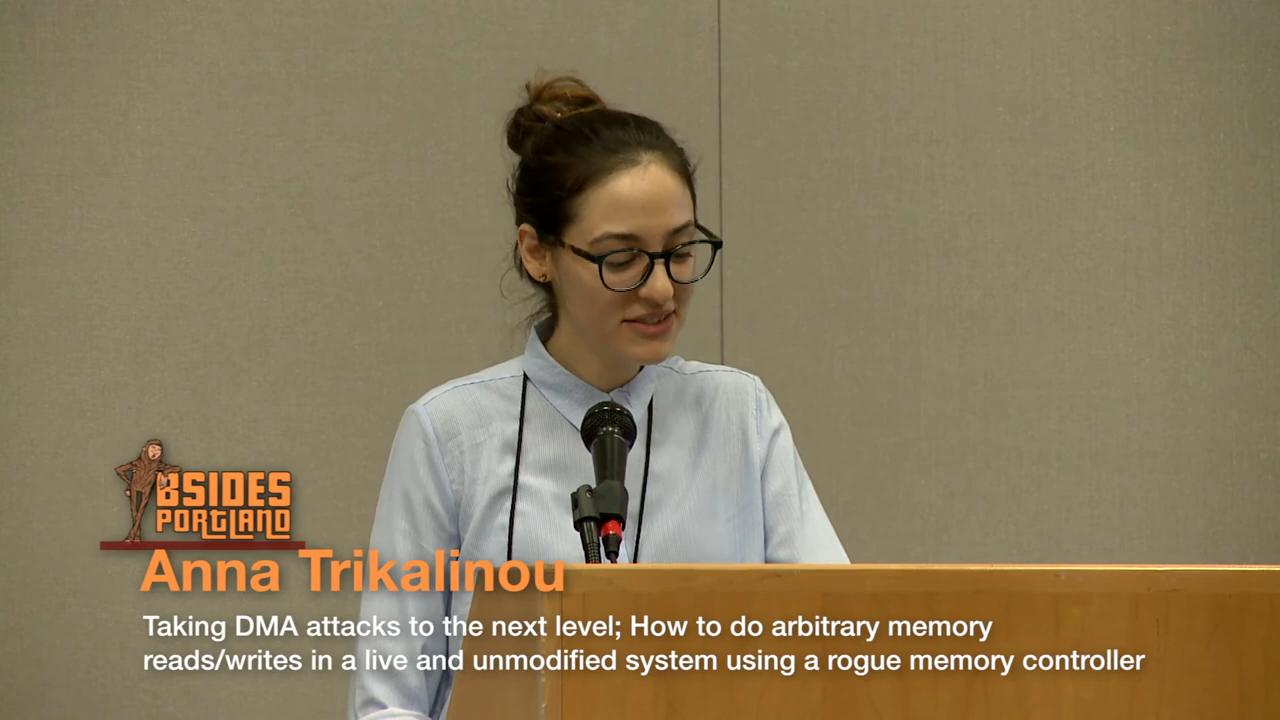 BSIDES
PORTLAND
Anna Trikalinou
Taking DMA attacks to the next level; How to do arbitrary memory
reads/writes in a live and unmodified system using a rogue memory controller